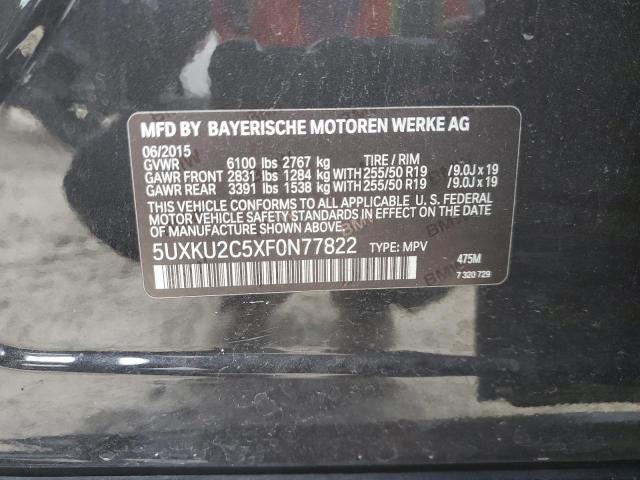 MFD BY BAYERISCHE MOTOREN WERKE AG
06/2015
GVWR 6100 lbs 2767 kg TIRE / RIM
GAWR FRONT 2831 lbs 1284 kg WITH 255/50 R19 /9.0J x 19
GAWR REAR 3391 lbs 1538 kg WITH 255/50 R19 /9.0J x 19
THIS VEHICLE CONFORMS TO ALL APPLICABLE U. S. FEDERAL
MOTOR VEHICLE SAFETY STANDARDS IN EFFECT ON THE DATE
OF MANUFACTURE SHOWN ABOVE.
5UXKU2C5XF0N77822 TYPE: MPV
475M
7 320 729